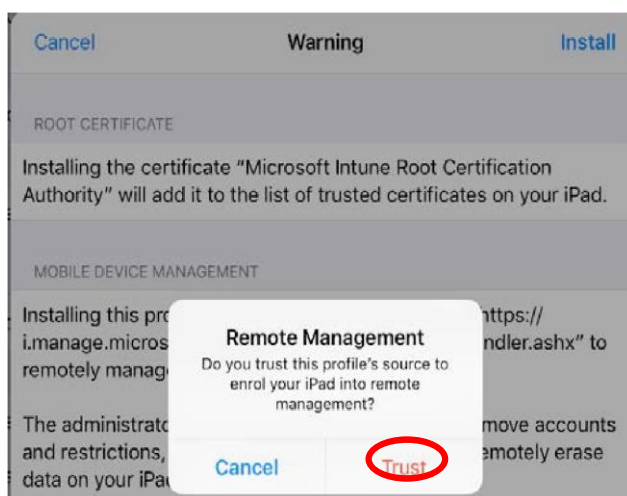 Cancel
Warning
Install
ROOT CERTIFICATE
Installing the certificate "Microsoft Intune Root Certification
Authority" will add it to the list of trusted certificates on your iPad.
MOBILE DEVICE MANAGEMENT
Installing this pro ttps://
i.manage.micros ndler.ashx" to
remotely manag
The administrato move accounts
and restrictions, emotely erase
data on your iPa
Remote Management
Do you trust this profile's source to
enrol your iPad into remote
management?
Cancel
Trust